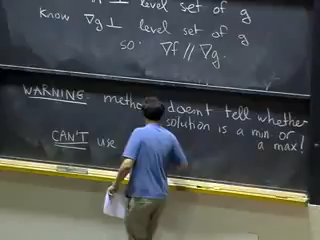 ⊥ level set of g
know ∇g ⊥ level set of g
so: ∇f // ∇g.
WARNING: doesn't tell whether
solution is a min or
a max!
CAN'T use